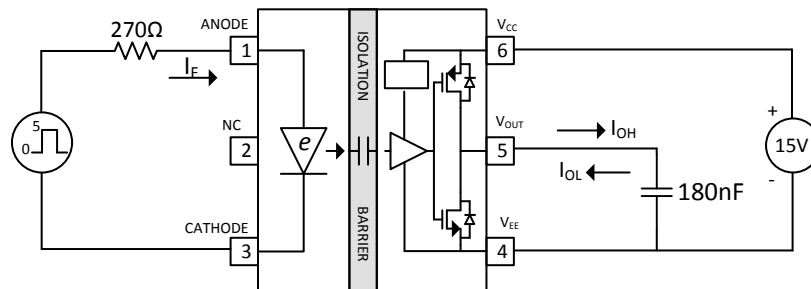 270Ω
ANODE
1
I_F
ISOLATION
V_CC
6
5
0
NC
2
e
V_OUT
5
I_OH
I_OL
+
15V
-
180nF
CATHODE
3
BARRIER
V_EE
4